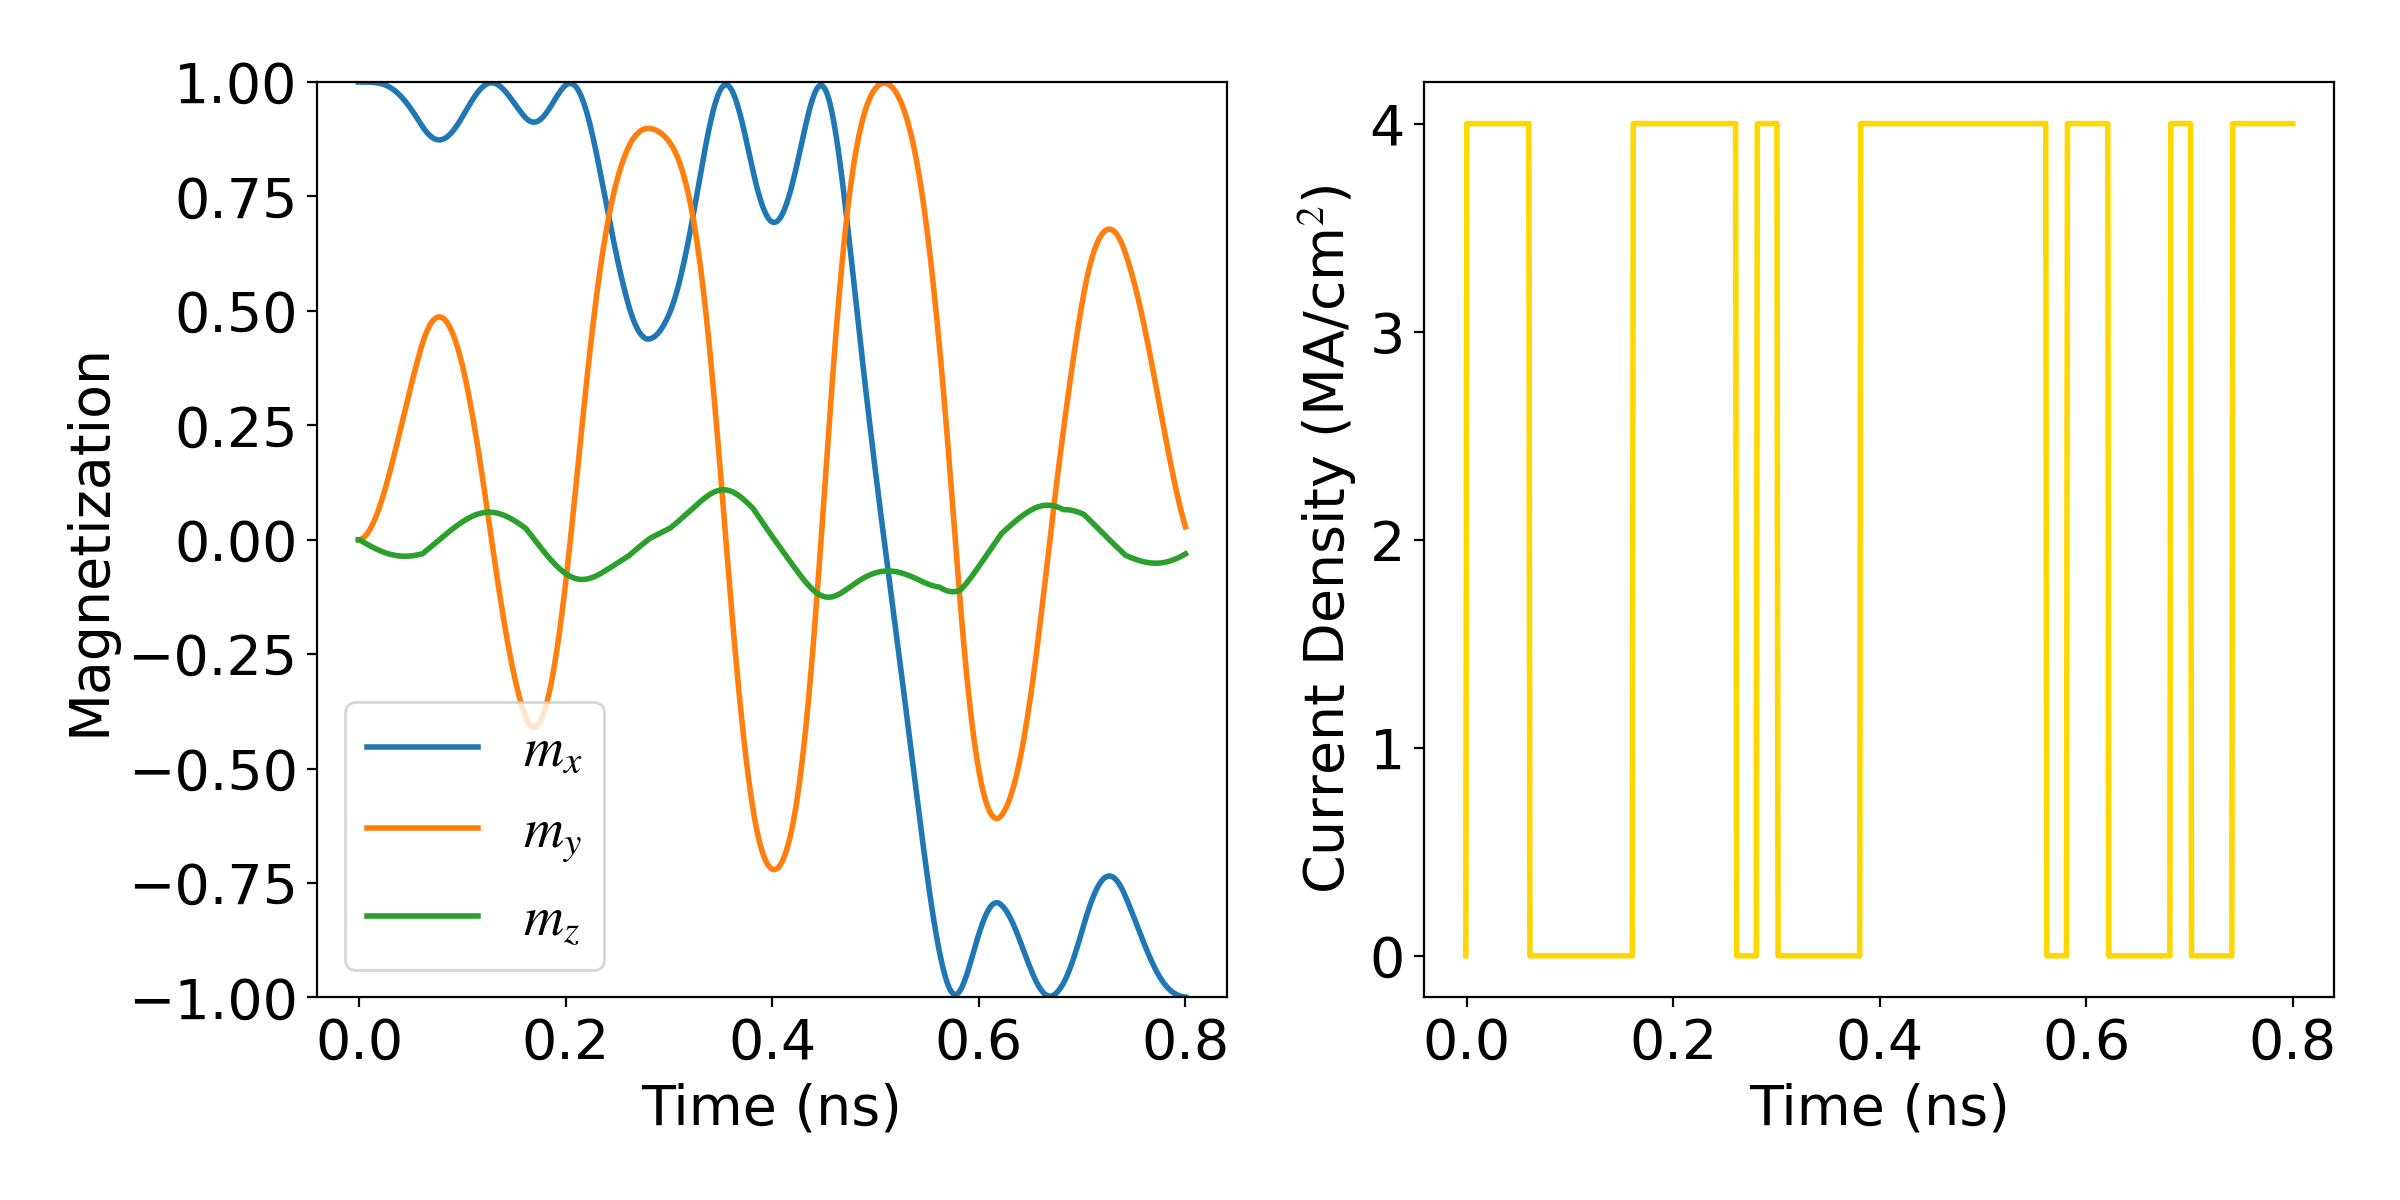 Magnetization
1.00
0.75
0.50
0.25
0.00
−0.25
−0.50
−0.75
−1.00
m_x
m_y
m_z
0.0 0.2 0.4 0.6 0.8
Time (ns)
Current Density (MA/cm²)
4
3
2
1
0
0.0 0.2 0.4 0.6 0.8
Time (ns)